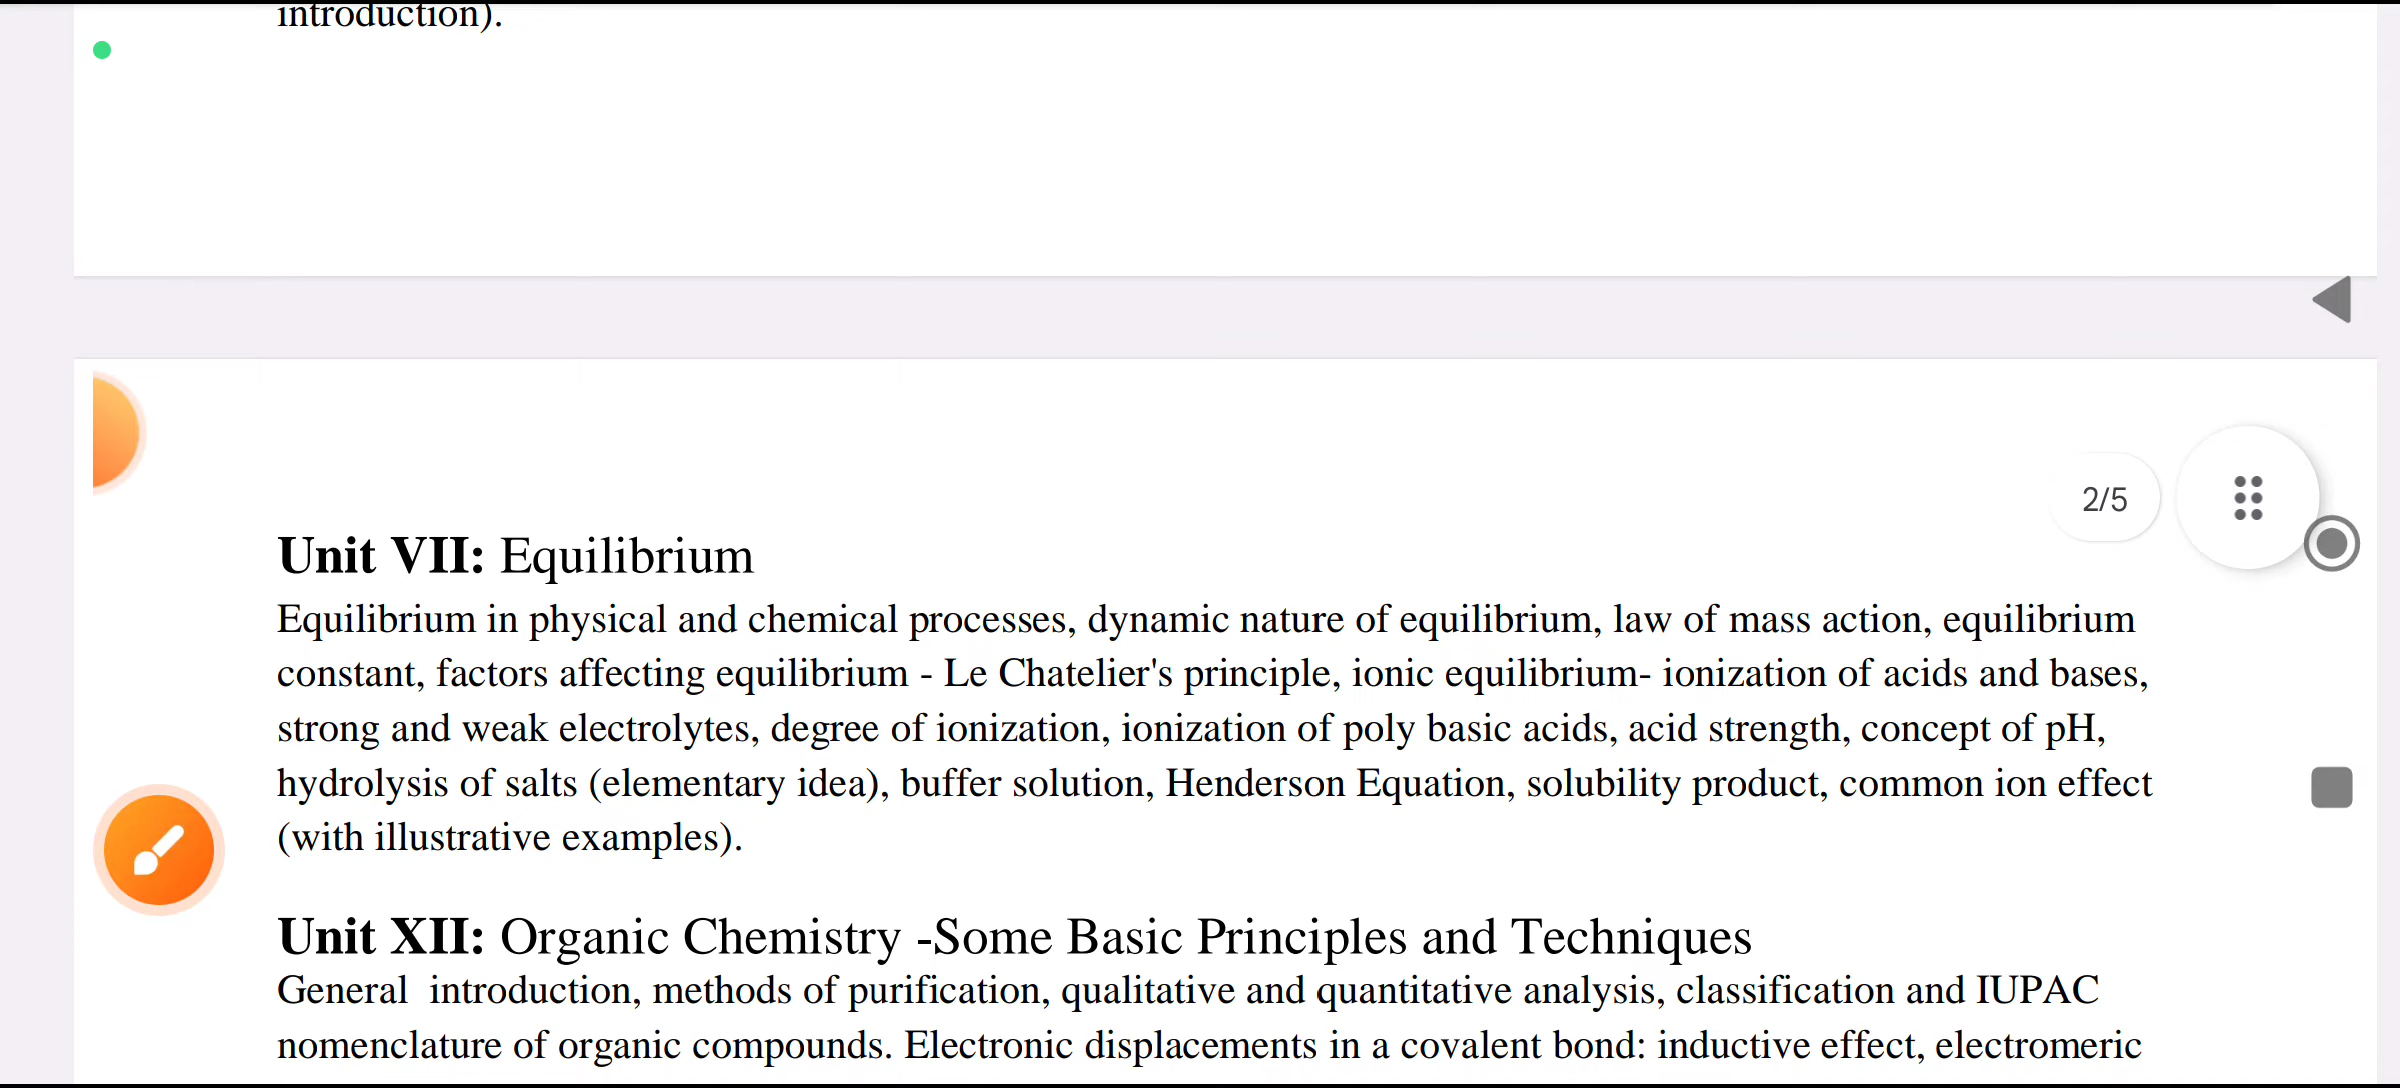 introduction).
2/5
Unit VII: Equilibrium
Equilibrium in physical and chemical processes, dynamic nature of equilibrium, law of mass action, equilibrium
constant, factors affecting equilibrium - Le Chatelier's principle, ionic equilibrium- ionization of acids and bases,
strong and weak electrolytes, degree of ionization, ionization of poly basic acids, acid strength, concept of pH,
hydrolysis of salts (elementary idea), buffer solution, Henderson Equation, solubility product, common ion effect
(with illustrative examples).
Unit XII: Organic Chemistry -Some Basic Principles and Techniques
General  introduction, methods of purification, qualitative and quantitative analysis, classification and IUPAC
nomenclature of organic compounds. Electronic displacements in a covalent bond: inductive effect, electromeric